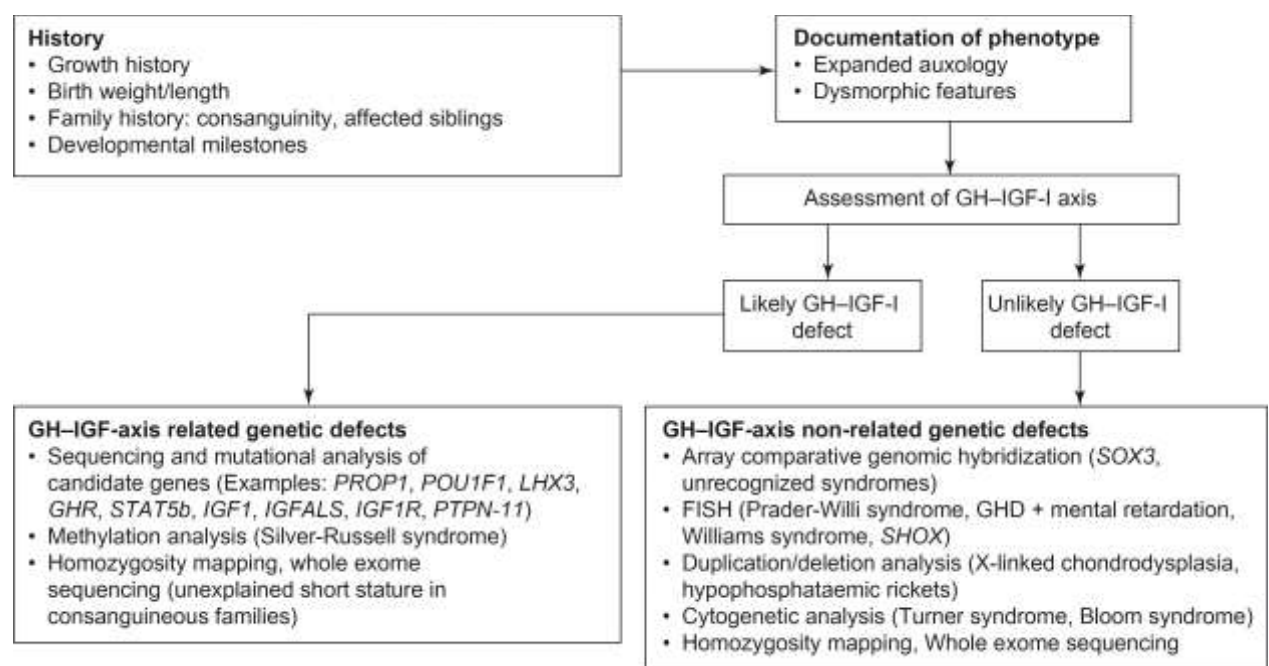 History
• Growth history
• Birth weight/length
• Family history: consanguinity, affected siblings
• Developmental milestones
Documentation of phenotype
• Expanded auxology
• Dysmorphic features
Assessment of GH–IGF-I axis
Likely GH–IGF-I
defect
Unlikely GH–IGF-I
defect
GH–IGF-axis related genetic defects
• Sequencing and mutational analysis of
candidate genes (Examples: PROP1, POU1F1, LHX3,
GHR, STAT5b, IGF1, IGFALS, IGF1R, PTPN-11)
• Methylation analysis (Silver-Russell syndrome)
• Homozygosity mapping, whole exome
sequencing (unexplained short stature in
consanguineous families)
GH–IGF-axis non-related genetic defects
• Array comparative genomic hybridization (SOX3,
unrecognized syndromes)
• FISH (Prader-Willi syndrome, GHD + mental retardation,
Williams syndrome, SHOX)
• Duplication/deletion analysis (X-linked chondrodysplasia,
hypophosphataemic rickets)
• Cytogenetic analysis (Turner syndrome, Bloom syndrome)
• Homozygosity mapping, Whole exome sequencing